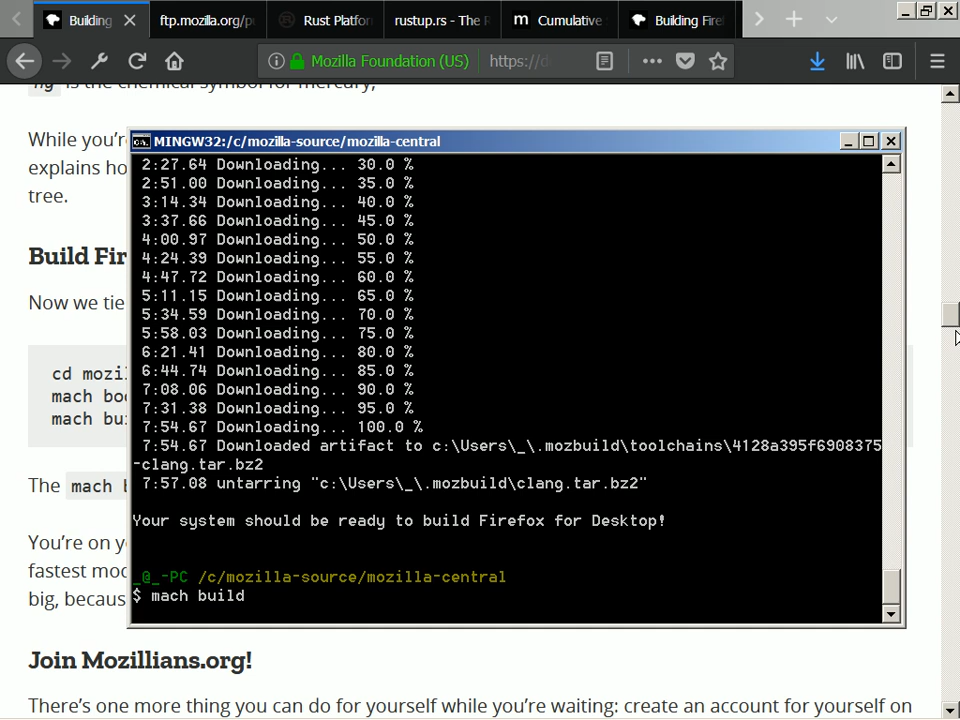 Building
ftp.mozilla.org/p
Rust Platfor
rustup.rs - The R
Cumulative
Building Fire
Mozilla Foundation (US)
https://d
hg is the chemical symbol for mercury,
While you're
explains ho
tree.
Build Fir
Now we tie
cd mozil
mach boo
mach bui
The mach b
You're on y
fastest mod
big, becaus
MINGW32:/c/mozilla-source/mozilla-central
2:27.64 Downloading... 30.0 %
2:51.00 Downloading... 35.0 %
3:14.34 Downloading... 40.0 %
3:37.66 Downloading... 45.0 %
4:00.97 Downloading... 50.0 %
4:24.39 Downloading... 55.0 %
4:47.72 Downloading... 60.0 %
5:11.15 Downloading... 65.0 %
5:34.59 Downloading... 70.0 %
5:58.03 Downloading... 75.0 %
6:21.41 Downloading... 80.0 %
6:44.74 Downloading... 85.0 %
7:08.06 Downloading... 90.0 %
7:31.38 Downloading... 95.0 %
7:54.67 Downloading... 100.0 %
7:54.67 Downloaded artifact to c:\Users\_\.mozbuild\toolchains\4128a395f6908375
-clang.tar.bz2
7:57.08 untarring "c:\Users\_\.mozbuild\clang.tar.bz2"
Your system should be ready to build Firefox for Desktop!
_@_-PC /c/mozilla-source/mozilla-central
$ mach build
Join Mozillians.org!
There's one more thing you can do for yourself while you're waiting: create an account for yourself on